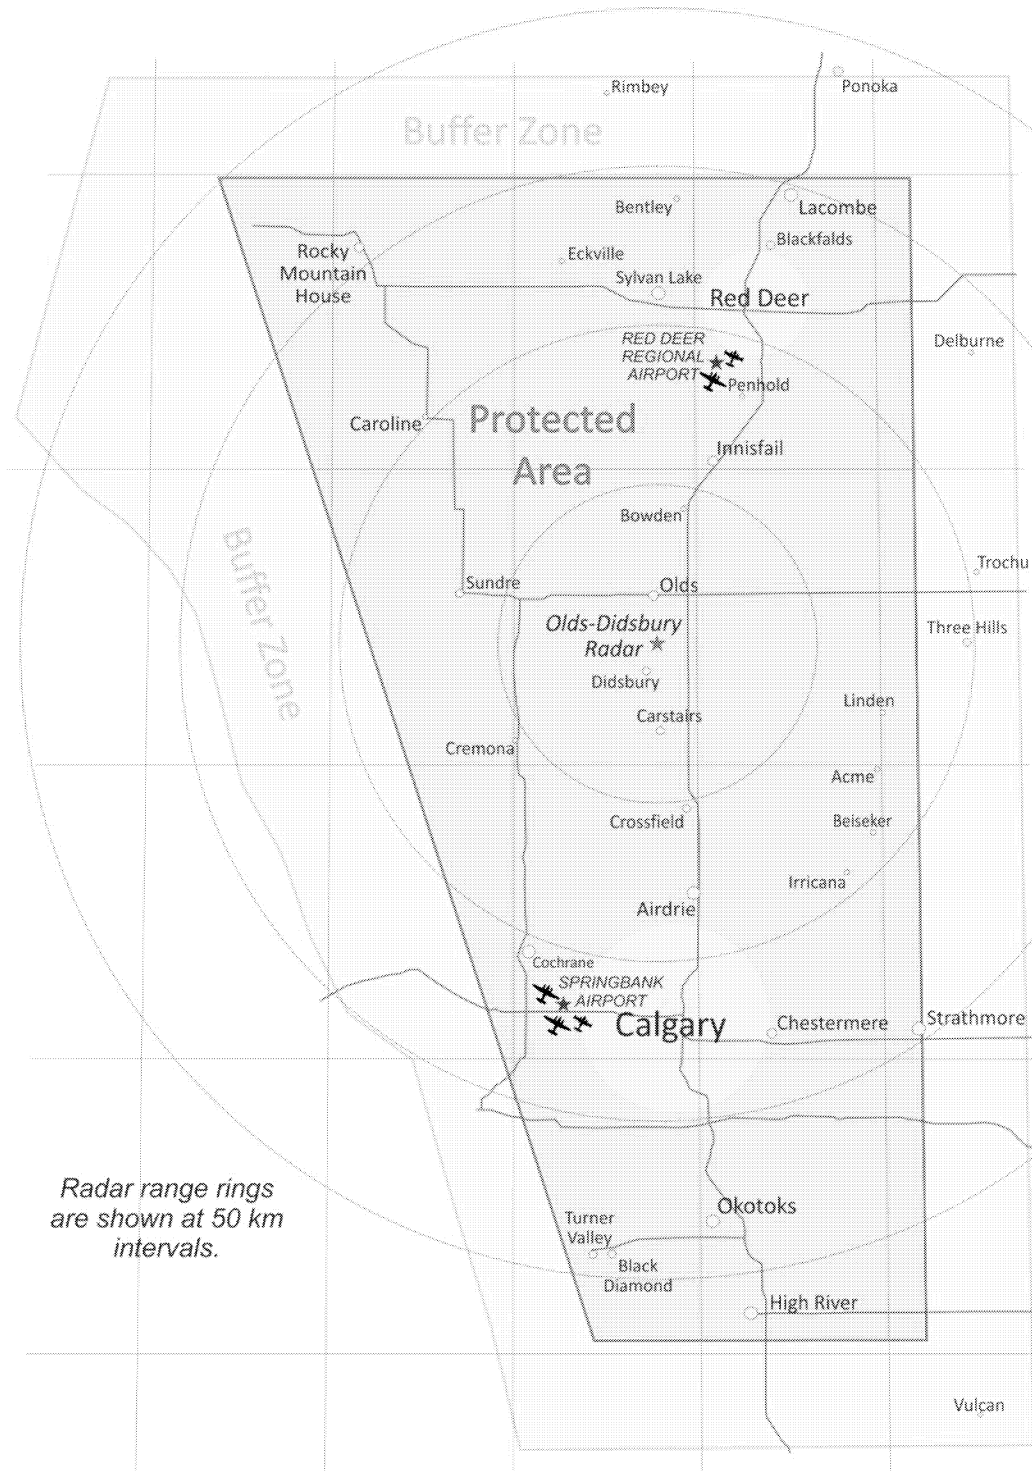 Rimbey
Ponoka
Buffer Zone
Bentley
Lacombe
Blackfalds
Rocky
Mountain
House
Eckville
Sylvan Lake
Red Deer
RED DEER
REGIONAL
AIRPORT
Penhold
Delburne
Caroline
Protected
Area
Innisfail
Bowden
Buffer Zone
Trochu
Sundre
Olds
Olds-Didsbury
Radar
Three Hills
Didsbury
Linden
Carstairs
Cremona
Acme
Crossfield
Beiseker
Irricana
Airdrie
Cochrane
SPRINGBANK
AIRPORT
Calgary
Chestermere
Strathmore
Radar range rings
are shown at 50 km
intervals.
Okotoks
Turner
Valley
Black
Diamond
High River
Vulcan